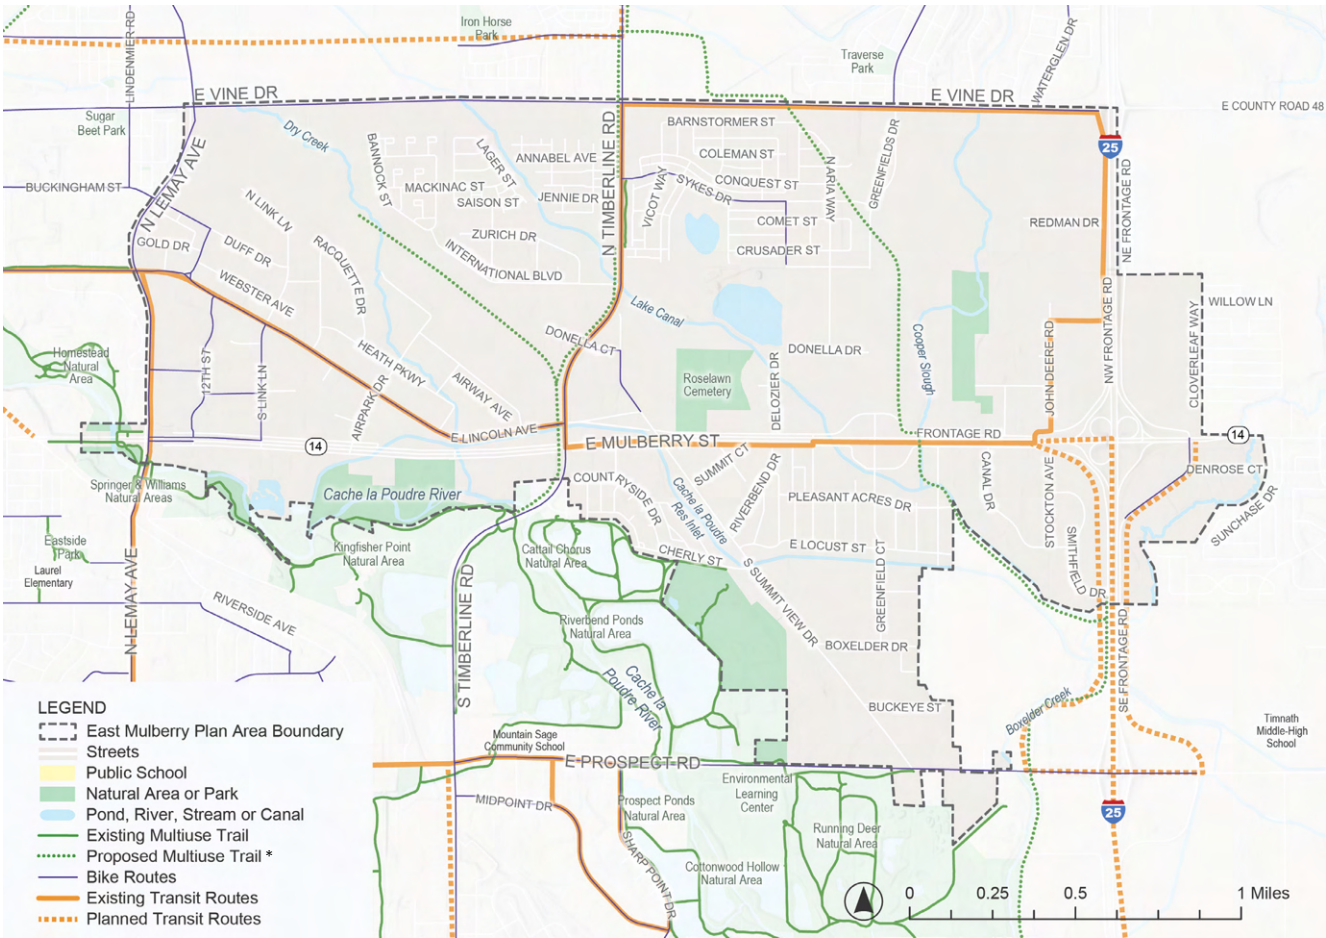 Iron Horse
Park
LINDENMIER RD
Traverse
Park
WATERGLEN DR
E VINE DR
E VINE DR
E COUNTY ROAD 48
Sugar
Beet Park
Dry Creek
BARNSTORMER ST
25
BANNOCK ST
LAGER ST
ANNABEL AVE
COLEMAN ST
GREENFIELDS DR
N LEMAY AVE
N TIMBERLINE RD
N ARIA WAY
NE FRONTAGE RD
BUCKINGHAM ST
MACKINAC ST
SAISON ST
JENNIE DR
VICOT WAY
SYKES DR
CONQUEST ST
N LINK LN
COMET ST
REDMAN DR
GOLD DR
DUFF DR
RACQUETTE DR
ZURICH DR
INTERNATIONAL BLVD
CRUSADER ST
WEBSTER AVE
Lake Canal
NW FRONTAGE RD
CLOVERLEAF WAY
WILLOW LN
DONELLA CT
DONELLA DR
Cooper Slough
JOHN DEERE RD
Homestead
Natural
Area
12TH ST
S LINK LN
HEATH PKWY
AIRPARK DR
AIRWAY AVE
Roselawn
Cemetery
DELOZIER DR
E LINCOLN AVE
14
E MULBERRY ST
FRONTAGE RD
14
SUMMIT CT
CANAL DR
STOCKTON AVE
DENROSE CT
Springer & Williams
Natural Areas
Cache la Poudre River
COUNTRYSIDE DR
Cache la Poudre
Res Inlet
RIVERBEND DR
PLEASANT ACRES DR
SUNCHASE DR
Eastside
Park
Laurel
Elementary
Kingfisher Point
Natural Area
Cattail Chorus
Natural Area
CHERLY ST
E LOCUST ST
SMITHFIELD DR
N LEMAY AVE
RIVERSIDE AVE
S TIMBERLINE RD
Riverbend Ponds
Natural Area
S SUMMIT VIEW DR
GREENFIELD CT
BOXELDER DR
SE FRONTAGE RD
Cache la
Poudre River
BUCKEYE ST
Boxelder Creek
Timnath
Middle-High
School
Mountain Sage
Community School
E PROSPECT RD
MIDPOINT DR
Prospect Ponds
Natural Area
Environmental
Learning
Center
25
SHARP POINT DR
Running Deer
Natural Area
Cottonwood Hollow
Natural Area
LEGEND
East Mulberry Plan Area Boundary
Streets
Public School
Natural Area or Park
Pond, River, Stream or Canal
Existing Multiuse Trail
Proposed Multiuse Trail *
Bike Routes
Existing Transit Routes
Planned Transit Routes
0 0.25 0.5 1 Miles